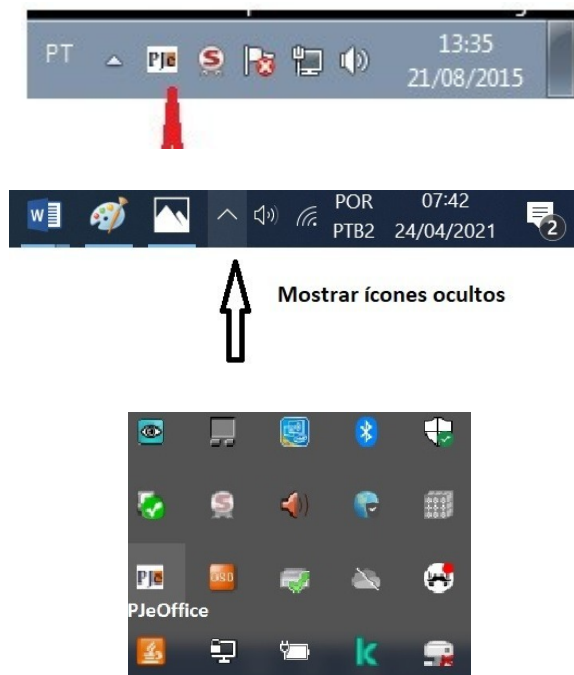 PT
PJe
S
13:35
21/08/2015
W
POR
PTB2
07:42
24/04/2021
2
Mostrar ícones ocultos
S
PJe
OSD
PJeOffice
k